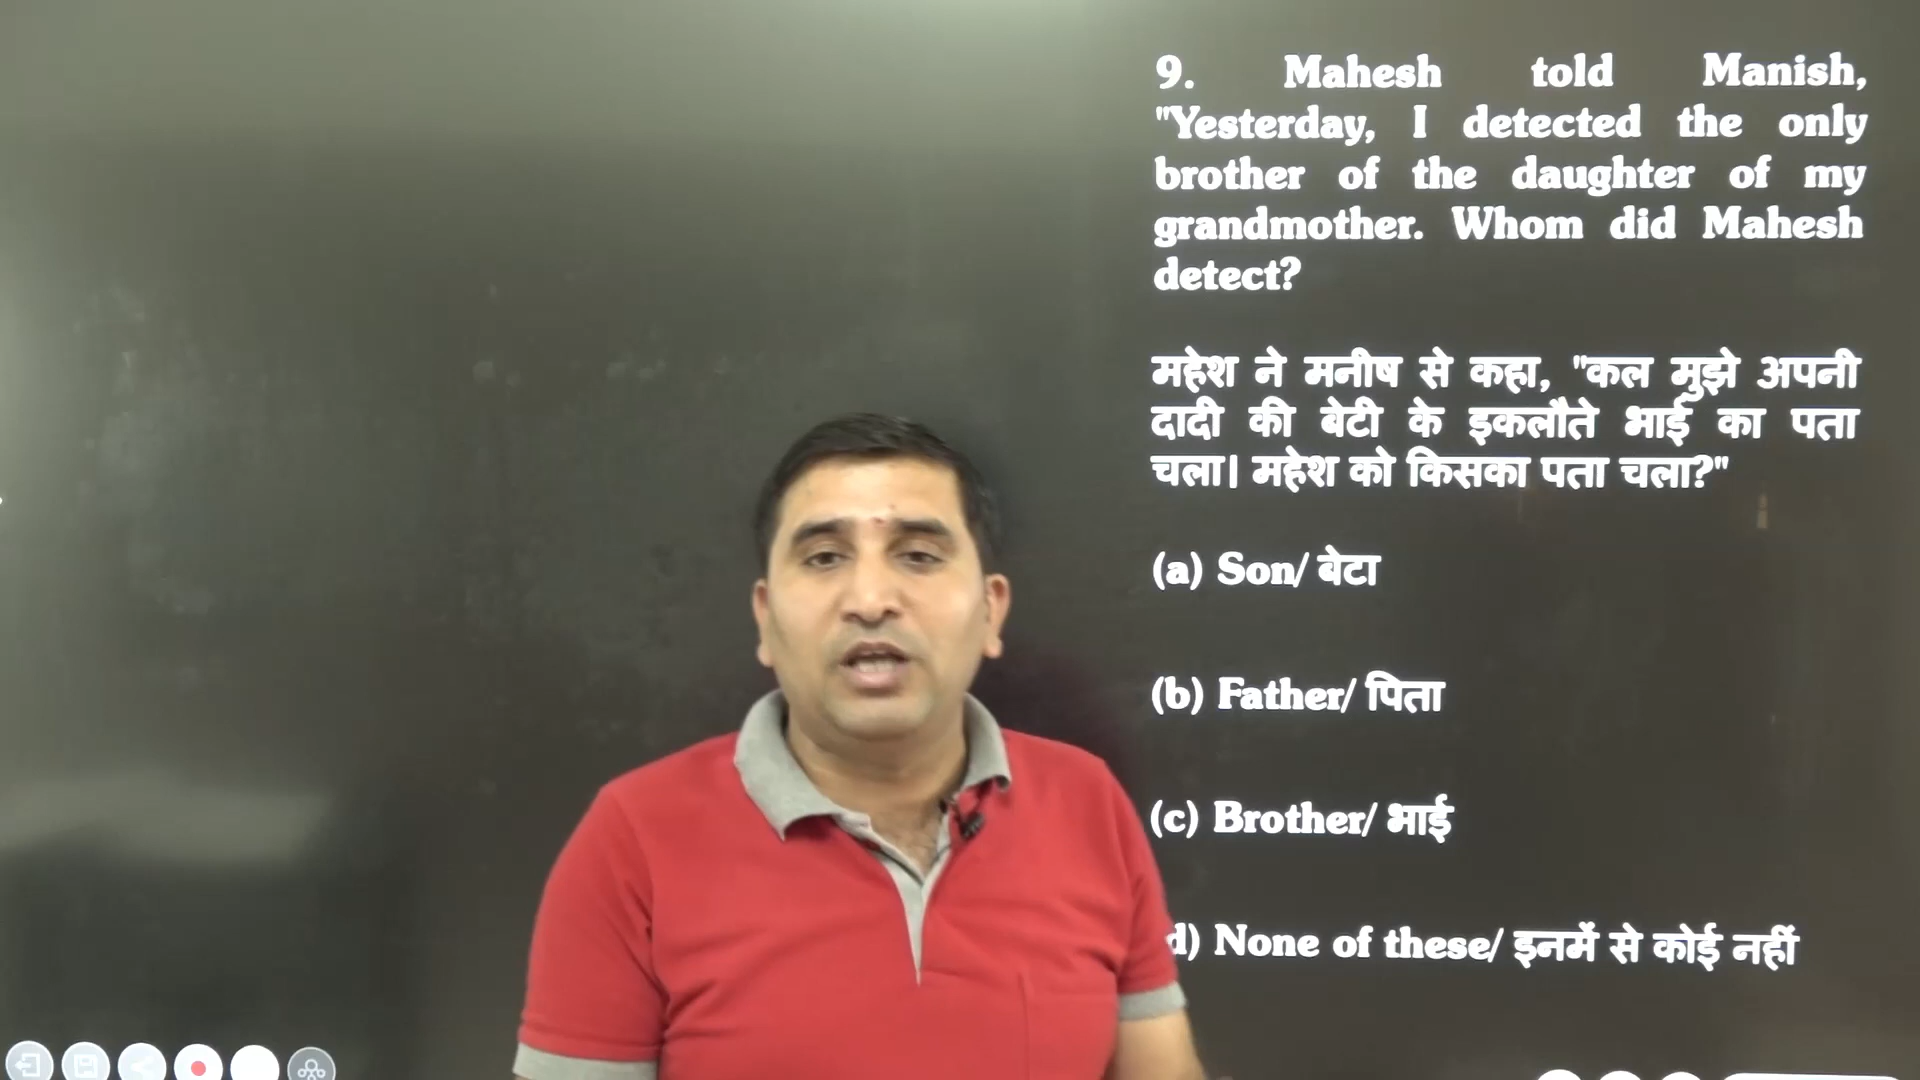 9. Mahesh told Manish,
"Yesterday, I detected the only
brother of the daughter of my
grandmother. Whom did Mahesh
detect?
महेश ने मनीष से कहा, "कल मुझे अपनी
दादी की बेटी के इकलौते भाई का पता
चला। महेश को किसका पता चला?"
(a) Son/ बेटा
(b) Father/ पिता
(c) Brother/ भाई
d) None of these/ इनमें से कोई नहीं